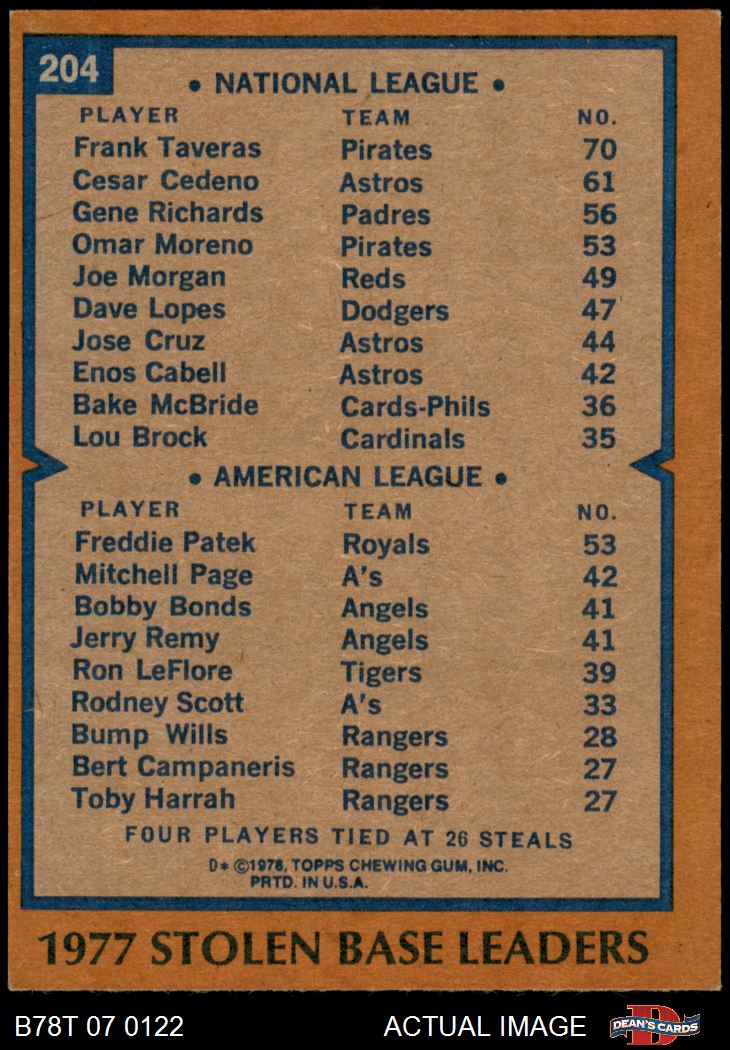 204
• NATIONAL LEAGUE •
PLAYER TEAM NO.
Frank Taveras Pirates 70
Cesar Cedeno Astros 61
Gene Richards Padres 56
Omar Moreno Pirates 53
Joe Morgan Reds 49
Dave Lopes Dodgers 47
Jose Cruz Astros 44
Enos Cabell Astros 42
Bake McBride Cards-Phils 36
Lou Brock Cardinals 35
• AMERICAN LEAGUE •
PLAYER TEAM NO.
Freddie Patek Royals 53
Mitchell Page A's 42
Bobby Bonds Angels 41
Jerry Remy Angels 41
Ron LeFlore Tigers 39
Rodney Scott A's 33
Bump Wills Rangers 28
Bert Campaneris Rangers 27
Toby Harrah Rangers 27
FOUR PLAYERS TIED AT 26 STEALS
D* ©1978, TOPPS CHEWING GUM, INC.
PRTD. IN U.S.A.
1977 STOLEN BASE LEADERS
B78T 07 0122 ACTUAL IMAGE
D
DEAN'S CARDS